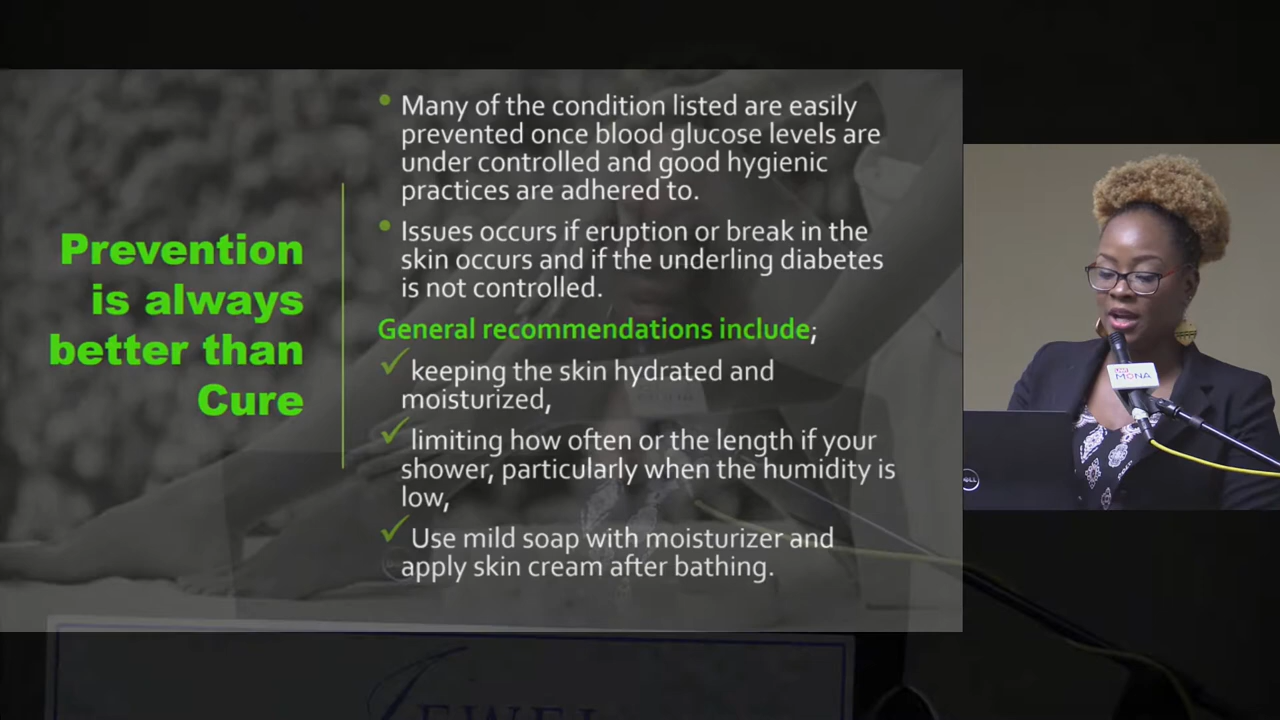 Prevention
is always
better than
Cure
Many of the condition listed are easily
prevented once blood glucose levels are
under controlled and good hygienic
practices are adhered to.
Issues occurs if eruption or break in the
skin occurs and if the underling diabetes
is not controlled.
General recommendations include;
keeping the skin hydrated and
moisturized,
limiting how often or the length if your
shower, particularly when the humidity is
low,
Use mild soap with moisturizer and
apply skin cream after bathing.
MONA
DELL